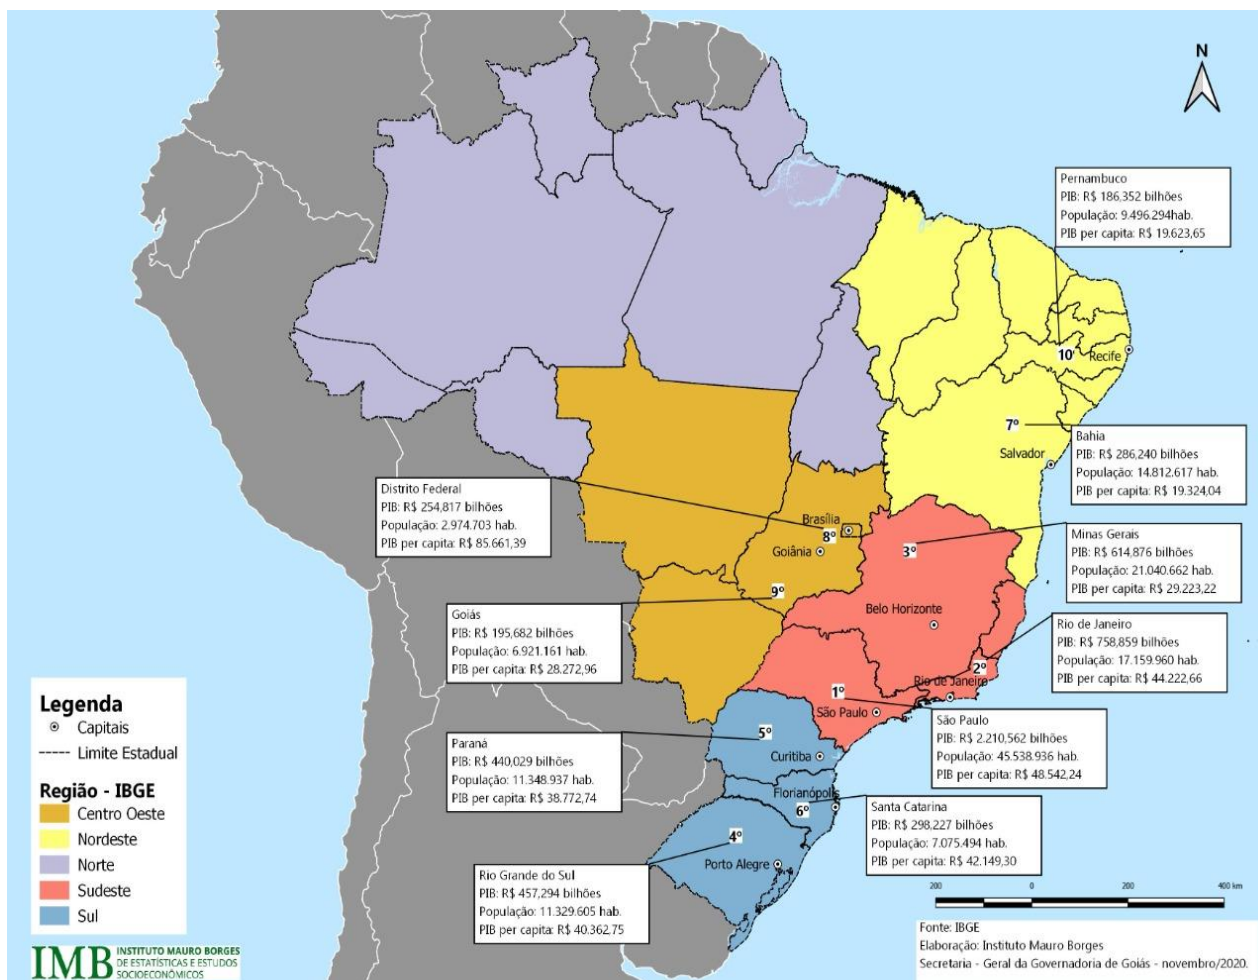 N
Pernambuco
PIB: R$ 186,352 bilhões
População: 9.496.294hab.
PIB per capita: R$ 19.623,65
10º
Recife
7º
Salvador
Bahia
PIB: R$ 286,240 bilhões
População: 14.812.617 hab.
PIB per capita: R$ 19.324,04
Distrito Federal
PIB: R$ 254,817 bilhões
População: 2.974.703 hab.
PIB per capita: R$ 85.661,39
Brasília
8º
Goiânia
3º
Minas Gerais
PIB: R$ 614,876 bilhões
População: 21.040.662 hab.
PIB per capita: R$ 29.223,22
9º
Belo Horizonte
Goiás
PIB: R$ 195,682 bilhões
População: 6.921.161 hab.
PIB per capita: R$ 28.272,96
Rio de Janeiro
PIB: R$ 758,859 bilhões
População: 17.159.960 hab.
PIB per capita: R$ 44.222,66
2º
Rio de Janeiro
1º
São Paulo
São Paulo
PIB: R$ 2.210,562 bilhões
População: 45.538.936 hab.
PIB per capita: R$ 48.542,24
Paraná
PIB: R$ 440,029 bilhões
População: 11.348.937 hab.
PIB per capita: R$ 38.772,74
5º
Curitiba
Florianópolis
6º
Santa Catarina
PIB: R$ 298,227 bilhões
População: 7.075.494 hab.
PIB per capita: R$ 42.149,30
4º
Porto Alegre
Rio Grande do Sul
PIB: R$ 457,294 bilhões
População: 11.329.605 hab.
PIB per capita: R$ 40.362,75
Legenda
Capitais
Limite Estadual
Região - IBGE
Centro Oeste
Nordeste
Norte
Sudeste
Sul
200 0 200 400 km
Fonte: IBGE
Elaboração: Instituto Mauro Borges
Secretaria - Geral da Governadoria de Goiás - novembro/2020
IMB
INSTITUTO MAURO BORGES
DE ESTATÍSTICAS E ESTUDOS
SOCIOECONÔMICOS